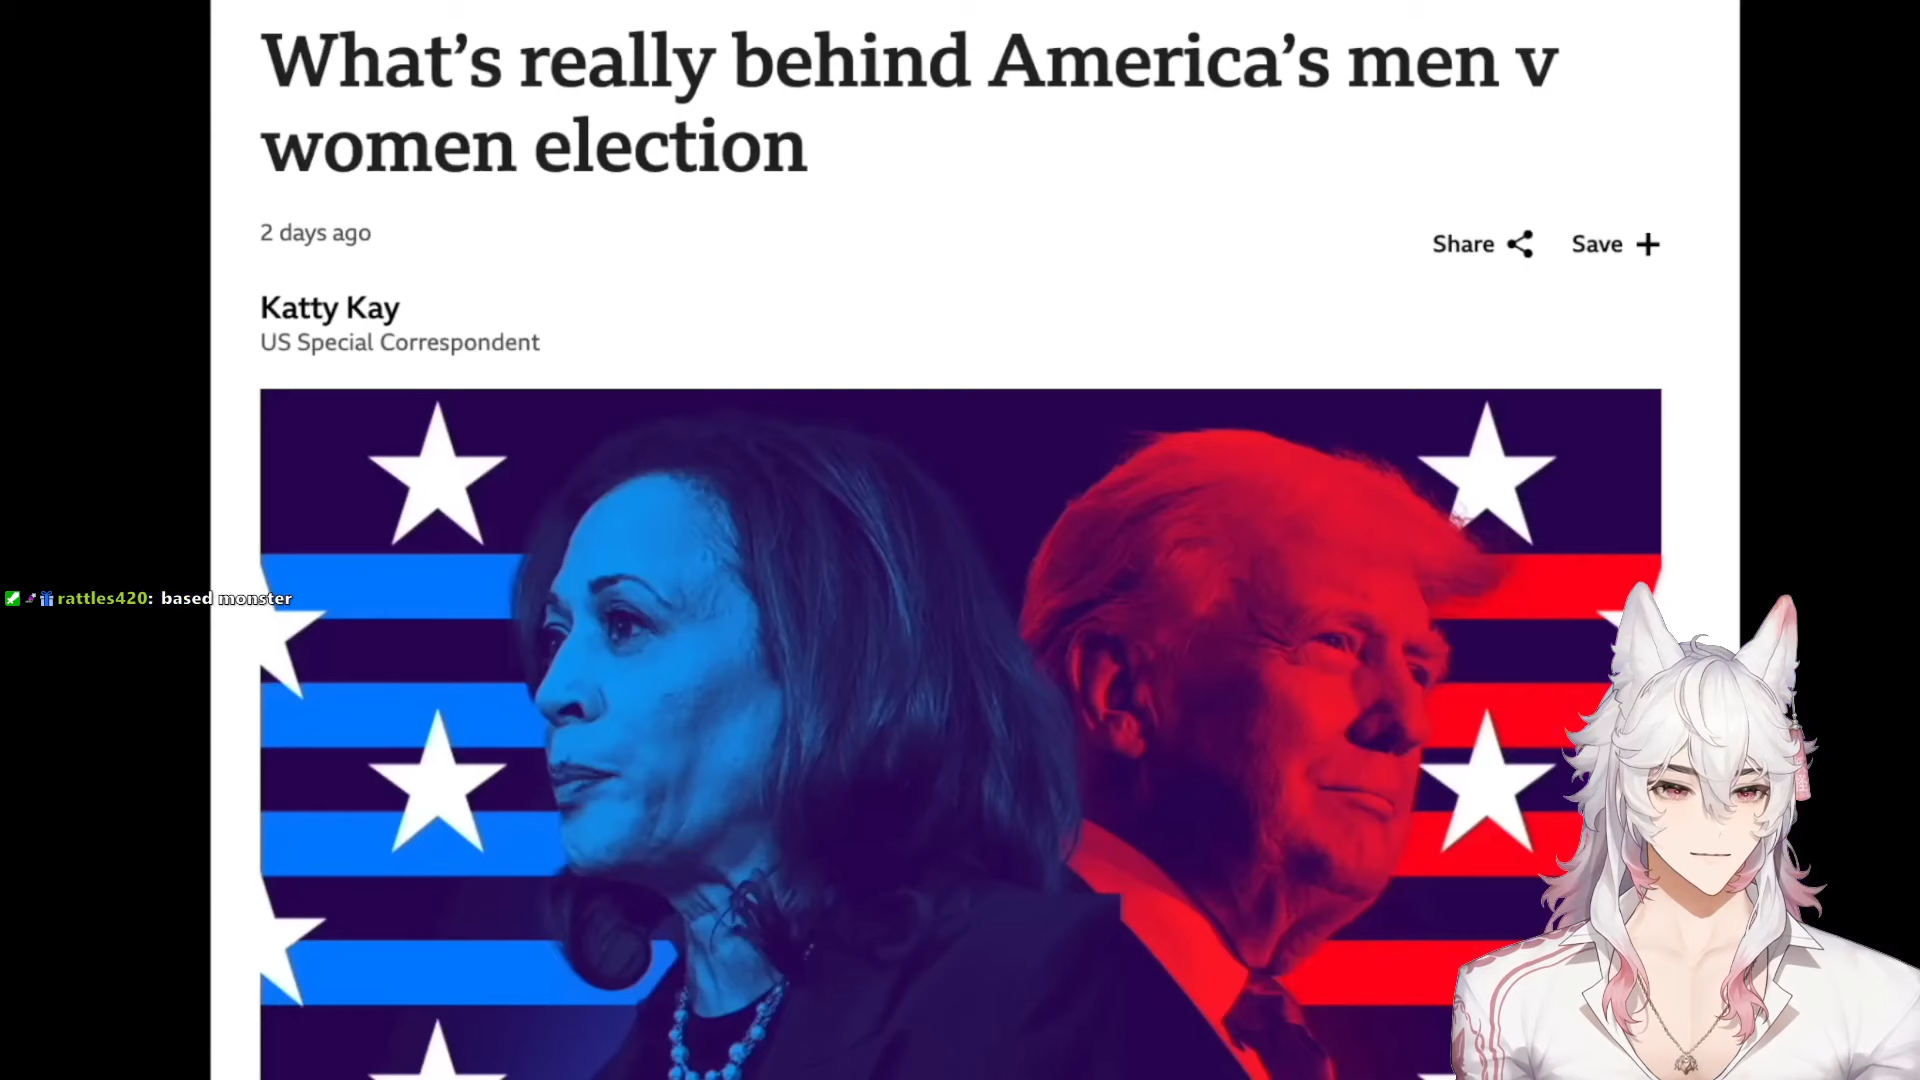 What's really behind America's men v
women election
2 days ago
Share
Save
Katty Kay
US Special Correspondent
rattles420: based monster